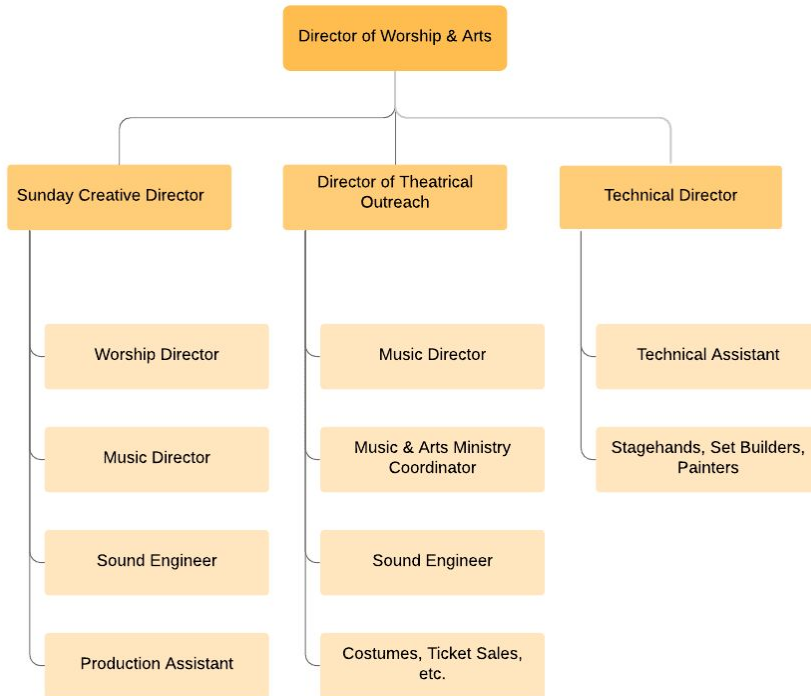 Director of Worship & Arts
Sunday Creative Director
Director of Theatrical
Outreach
Technical Director
Worship Director
Music Director
Technical Assistant
Music Director
Music & Arts Ministry
Coordinator
Stagehands, Set Builders,
Painters
Sound Engineer
Sound Engineer
Production Assistant
Costumes, Ticket Sales,
etc.